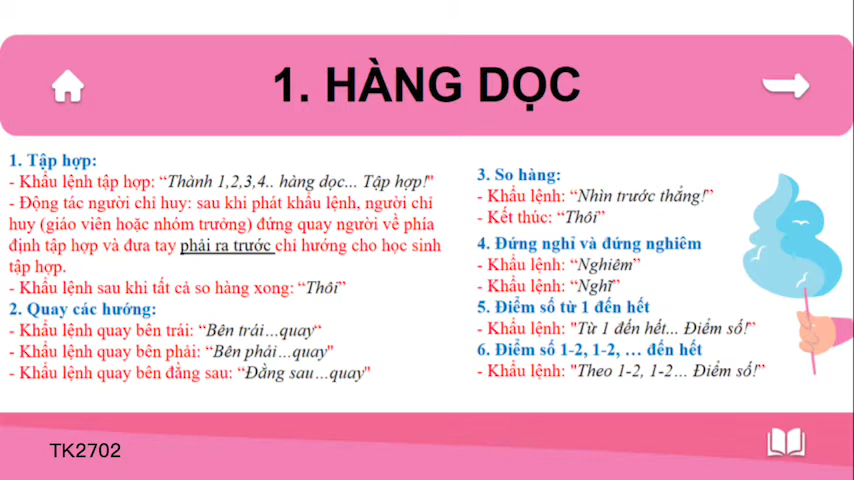 1. HÀNG DỌC
1. Tập hợp:
- Khẩu lệnh tập hợp: “Thành 1,2,3,4.. hàng dọc... Tập hợp!"
- Động tác người chỉ huy: sau khi phát khẩu lệnh, người chỉ
huy (giáo viên hoặc nhóm trưởng) đứng quay người về phía
định tập hợp và đưa tay phải ra trước chỉ hướng cho học sinh
tập hợp.
- Khẩu lệnh sau khi tất cả so hàng xong: “Thôi”
2. Quay các hướng:
- Khẩu lệnh quay bên trái: “Bên trái…quay“
- Khẩu lệnh quay bên phải: “Bên phải…quay"
- Khẩu lệnh quay bên đằng sau: “Đằng sau…quay"
3. So hàng:
- Khẩu lệnh: “Nhìn trước thẳng!”
- Kết thúc: “Thôi”
4. Đứng nghỉ và đứng nghiêm
- Khẩu lệnh: “Nghiêm”
- Khẩu lệnh: “Nghỉ”
5. Điểm số từ 1 đến hết
- Khẩu lệnh: "Từ 1 đến hết... Điểm số!”
6. Điểm số 1-2, 1-2, … đến hết
- Khẩu lệnh: "Theo 1-2, 1-2… Điểm số!”
TK2702